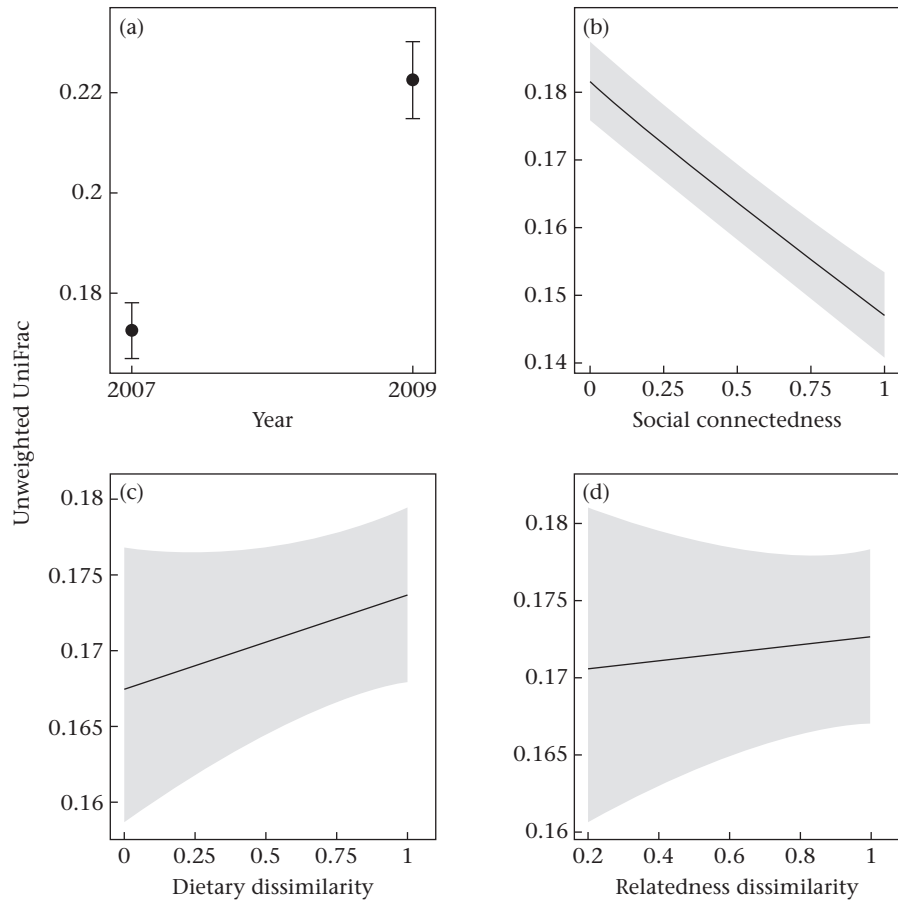 Unweighted UniFrac
(a)
0.22
0.2
0.18
2007 2009
Year
(b)
0.18
0.17
0.16
0.15
0.14
0 0.25 0.5 0.75 1
Social connectedness
(c)
0.18
0.175
0.17
0.165
0.16
0 0.25 0.5 0.75 1
Dietary dissimilarity
(d)
0.18
0.175
0.17
0.165
0.16
0.2 0.4 0.6 0.8 1
Relatedness dissimilarity